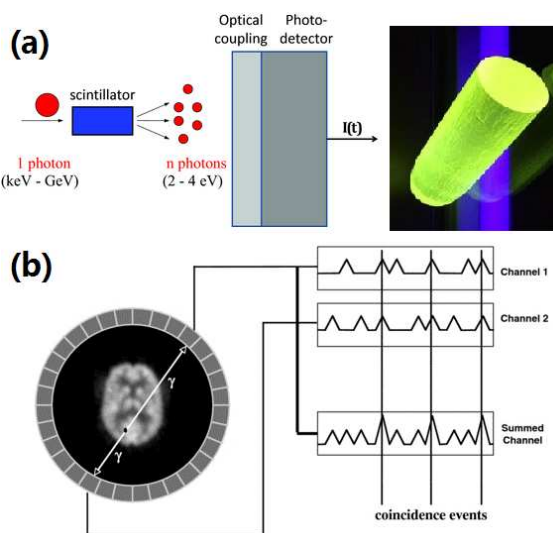 (a)
Optical
coupling
Photo-
detector
scintillator
I(t)
1 photon
(keV - GeV)
n photons
(2 - 4 eV)
(b)
γ
γ
Channel 1
Channel 2
Summed
Channel
coincidence events